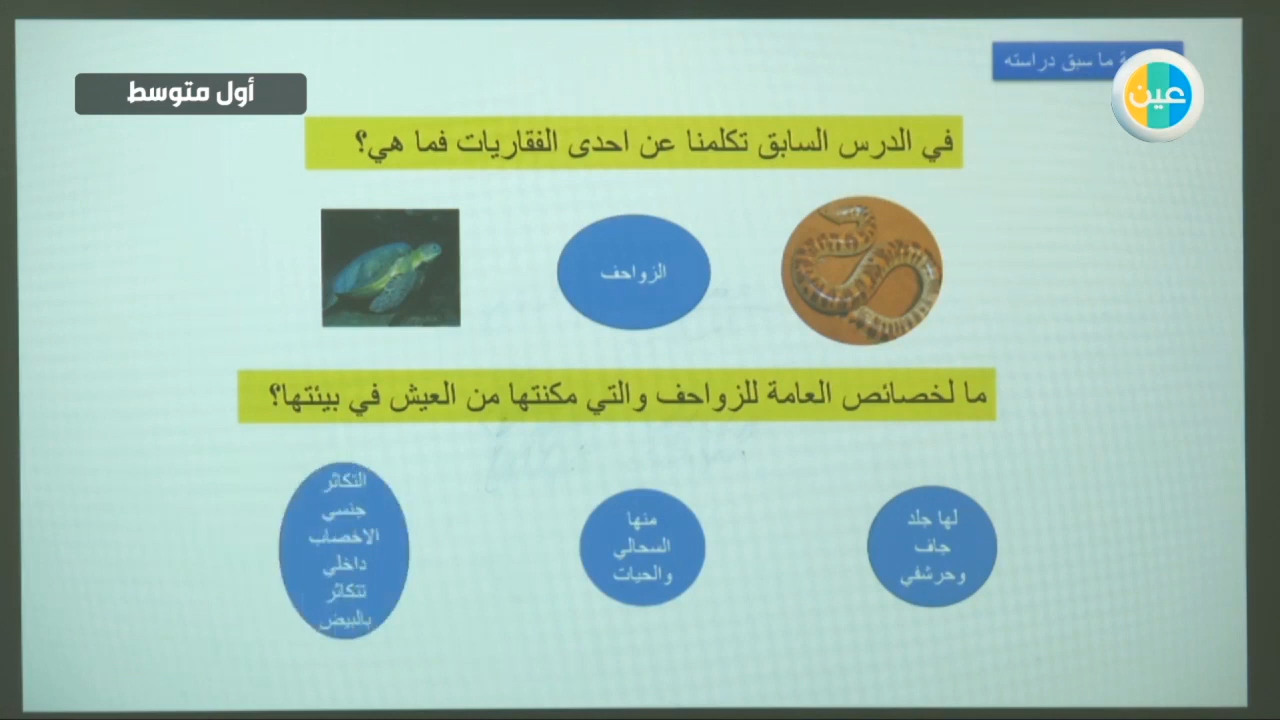 ما سبق دراسته
عين
أول متوسط
في الدرس السابق تكلمنا عن احدى الفقاريات فما هي؟
الزواحف
ما لخصائص العامة للزواحف والتي مكنتها من العيش في بيئتها؟
لها جلد
جاف
وحرشفي
منها
السحالي
والحيات
التكاثر
جنسي
الاخصاب
داخلي
تتكاثر
بالبيض